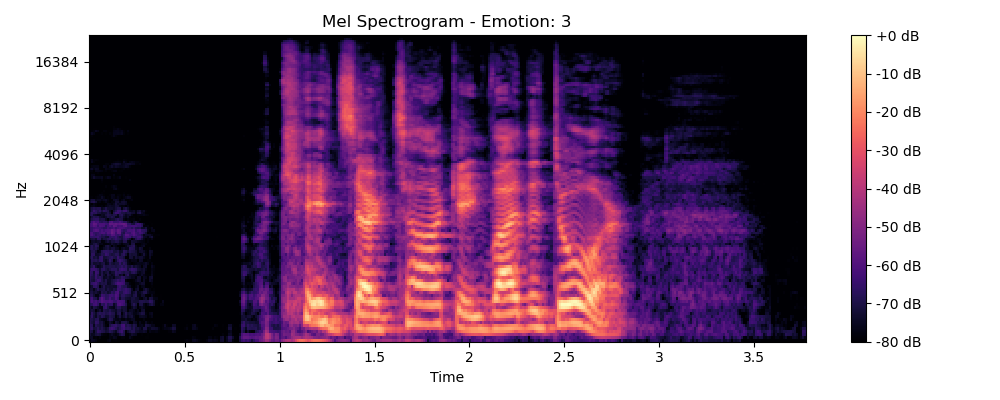 Mel Spectrogram - Emotion: 3
Hz
16384
8192
4096
2048
1024
512
0
0 0.5 1 1.5 2 2.5 3 3.5
Time
+0 dB
-10 dB
-20 dB
-30 dB
-40 dB
-50 dB
-60 dB
-70 dB
-80 dB